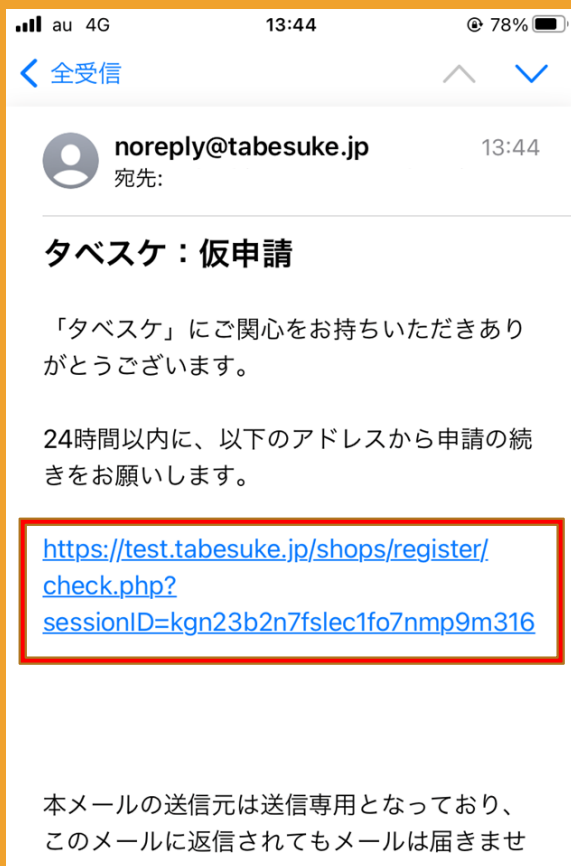 au 4G 13:44 78%
全受信
noreply@tabesuke.jp 13:44
宛先:
タベスケ：仮申請
「タベスケ」にご関心をお持ちいただきあり
がとうございます。
24時間以内に、以下のアドレスから申請の続
きをお願いします。
https://test.tabesuke.jp/shops/register/
check.php?
sessionID=kgn23b2n7fslec1fo7nmp9m316
本メールの送信元は送信専用となっており、
このメールに返信されてもメールは届きませ